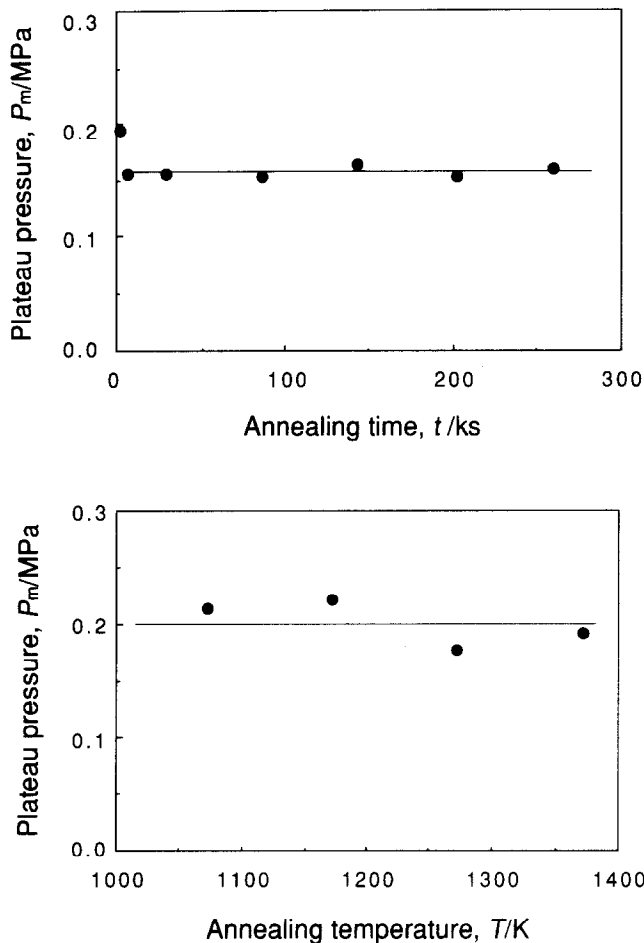 0.3
0.2
0.1
0.0
Plateau pressure, Pm/MPa
0 100 200 300
Annealing time, t/ks
0.3
0.2
0.1
0.0
Plateau pressure, Pm/MPa
1000 1100 1200 1300 1400
Annealing temperature, T/K